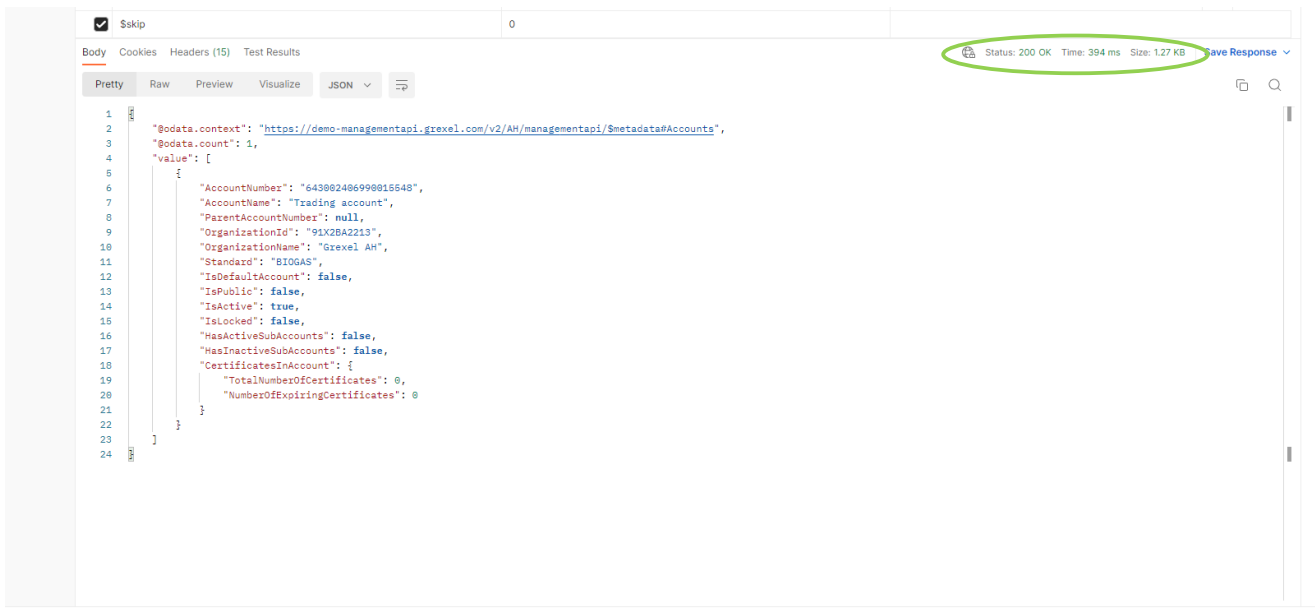 $skip 0
Body Cookies Headers (15) Test Results Status: 200 OK Time: 394 ms Size: 1.27 KB Save Response
Pretty Raw Preview Visualize JSON
1 {
2 "@odata.context": "https://demo-managementapi.grexel.com/v2/AH/managementapi/$metadata#Accounts",
3 "@odata.count": 1,
4 "value": [
5 {
6 "AccountNumber": "643002406990015548",
7 "AccountName": "Trading account",
8 "ParentAccountNumber": null,
9 "OrganizationId": "91X2BA2213",
10 "OrganizationName": "Grexel AH",
11 "Standard": "BIOGAS",
12 "IsDefaultAccount": false,
13 "IsPublic": false,
14 "IsActive": true,
15 "IsLocked": false,
16 "HasActiveSubAccounts": false,
17 "HasInactiveSubAccounts": false,
18 "CertificatesInAccount": {
19 "TotalNumberOfCertificates": 0,
20 "NumberOfExpiringCertificates": 0
21 }
22 }
23 ]
24 }